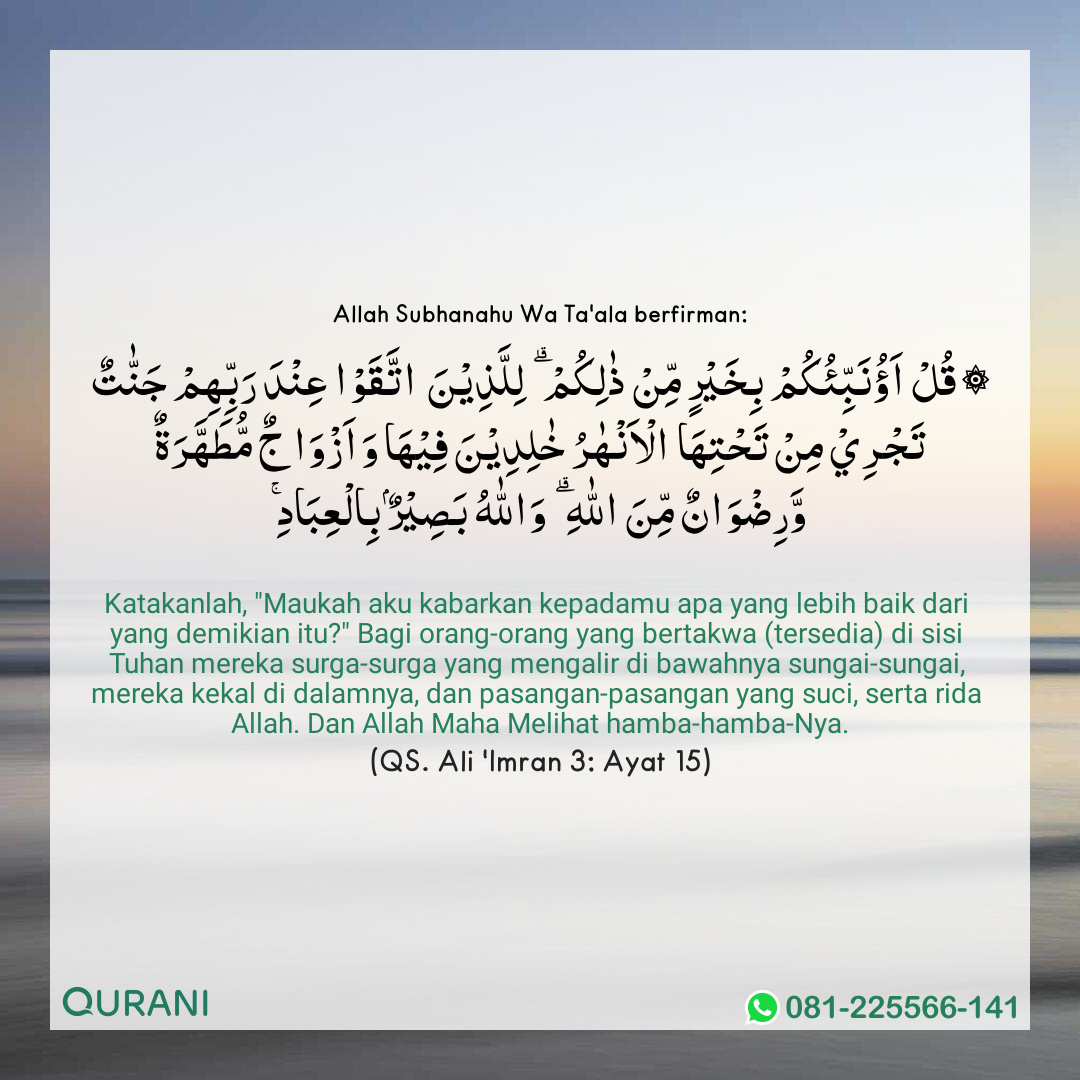 Allah Subhanahu Wa Ta'ala berfirman:
۞قُلْ اَؤُنَبِّئُكُمْ بِخَيْرٍ مِّنْ ذٰلِكُمْ ۗ لِلَّذِيْنَ اتَّقَوْا عِنْدَ رَبِّهِمْ جَنّٰتٌ
تَجْرِيْ مِنْ تَحْتِهَا الْاَنْهٰرُ خٰلِدِيْنَ فِيْهَا وَاَزْوَاجٌ مُّطَهَّرَةٌ
وَّرِضْوَانٌ مِّنَ اللّٰهِ ۗ وَاللّٰهُ بَصِيْرٌۢ بِالْعِبَادِۚ
Katakanlah, "Maukah aku kabarkan kepadamu apa yang lebih baik dari
yang demikian itu?" Bagi orang-orang yang bertakwa (tersedia) di sisi
Tuhan mereka surga-surga yang mengalir di bawahnya sungai-sungai,
mereka kekal di dalamnya, dan pasangan-pasangan yang suci, serta rida
Allah. Dan Allah Maha Melihat hamba-hamba-Nya.
(QS. Ali 'Imran 3: Ayat 15)
QURANI
081-225566-141